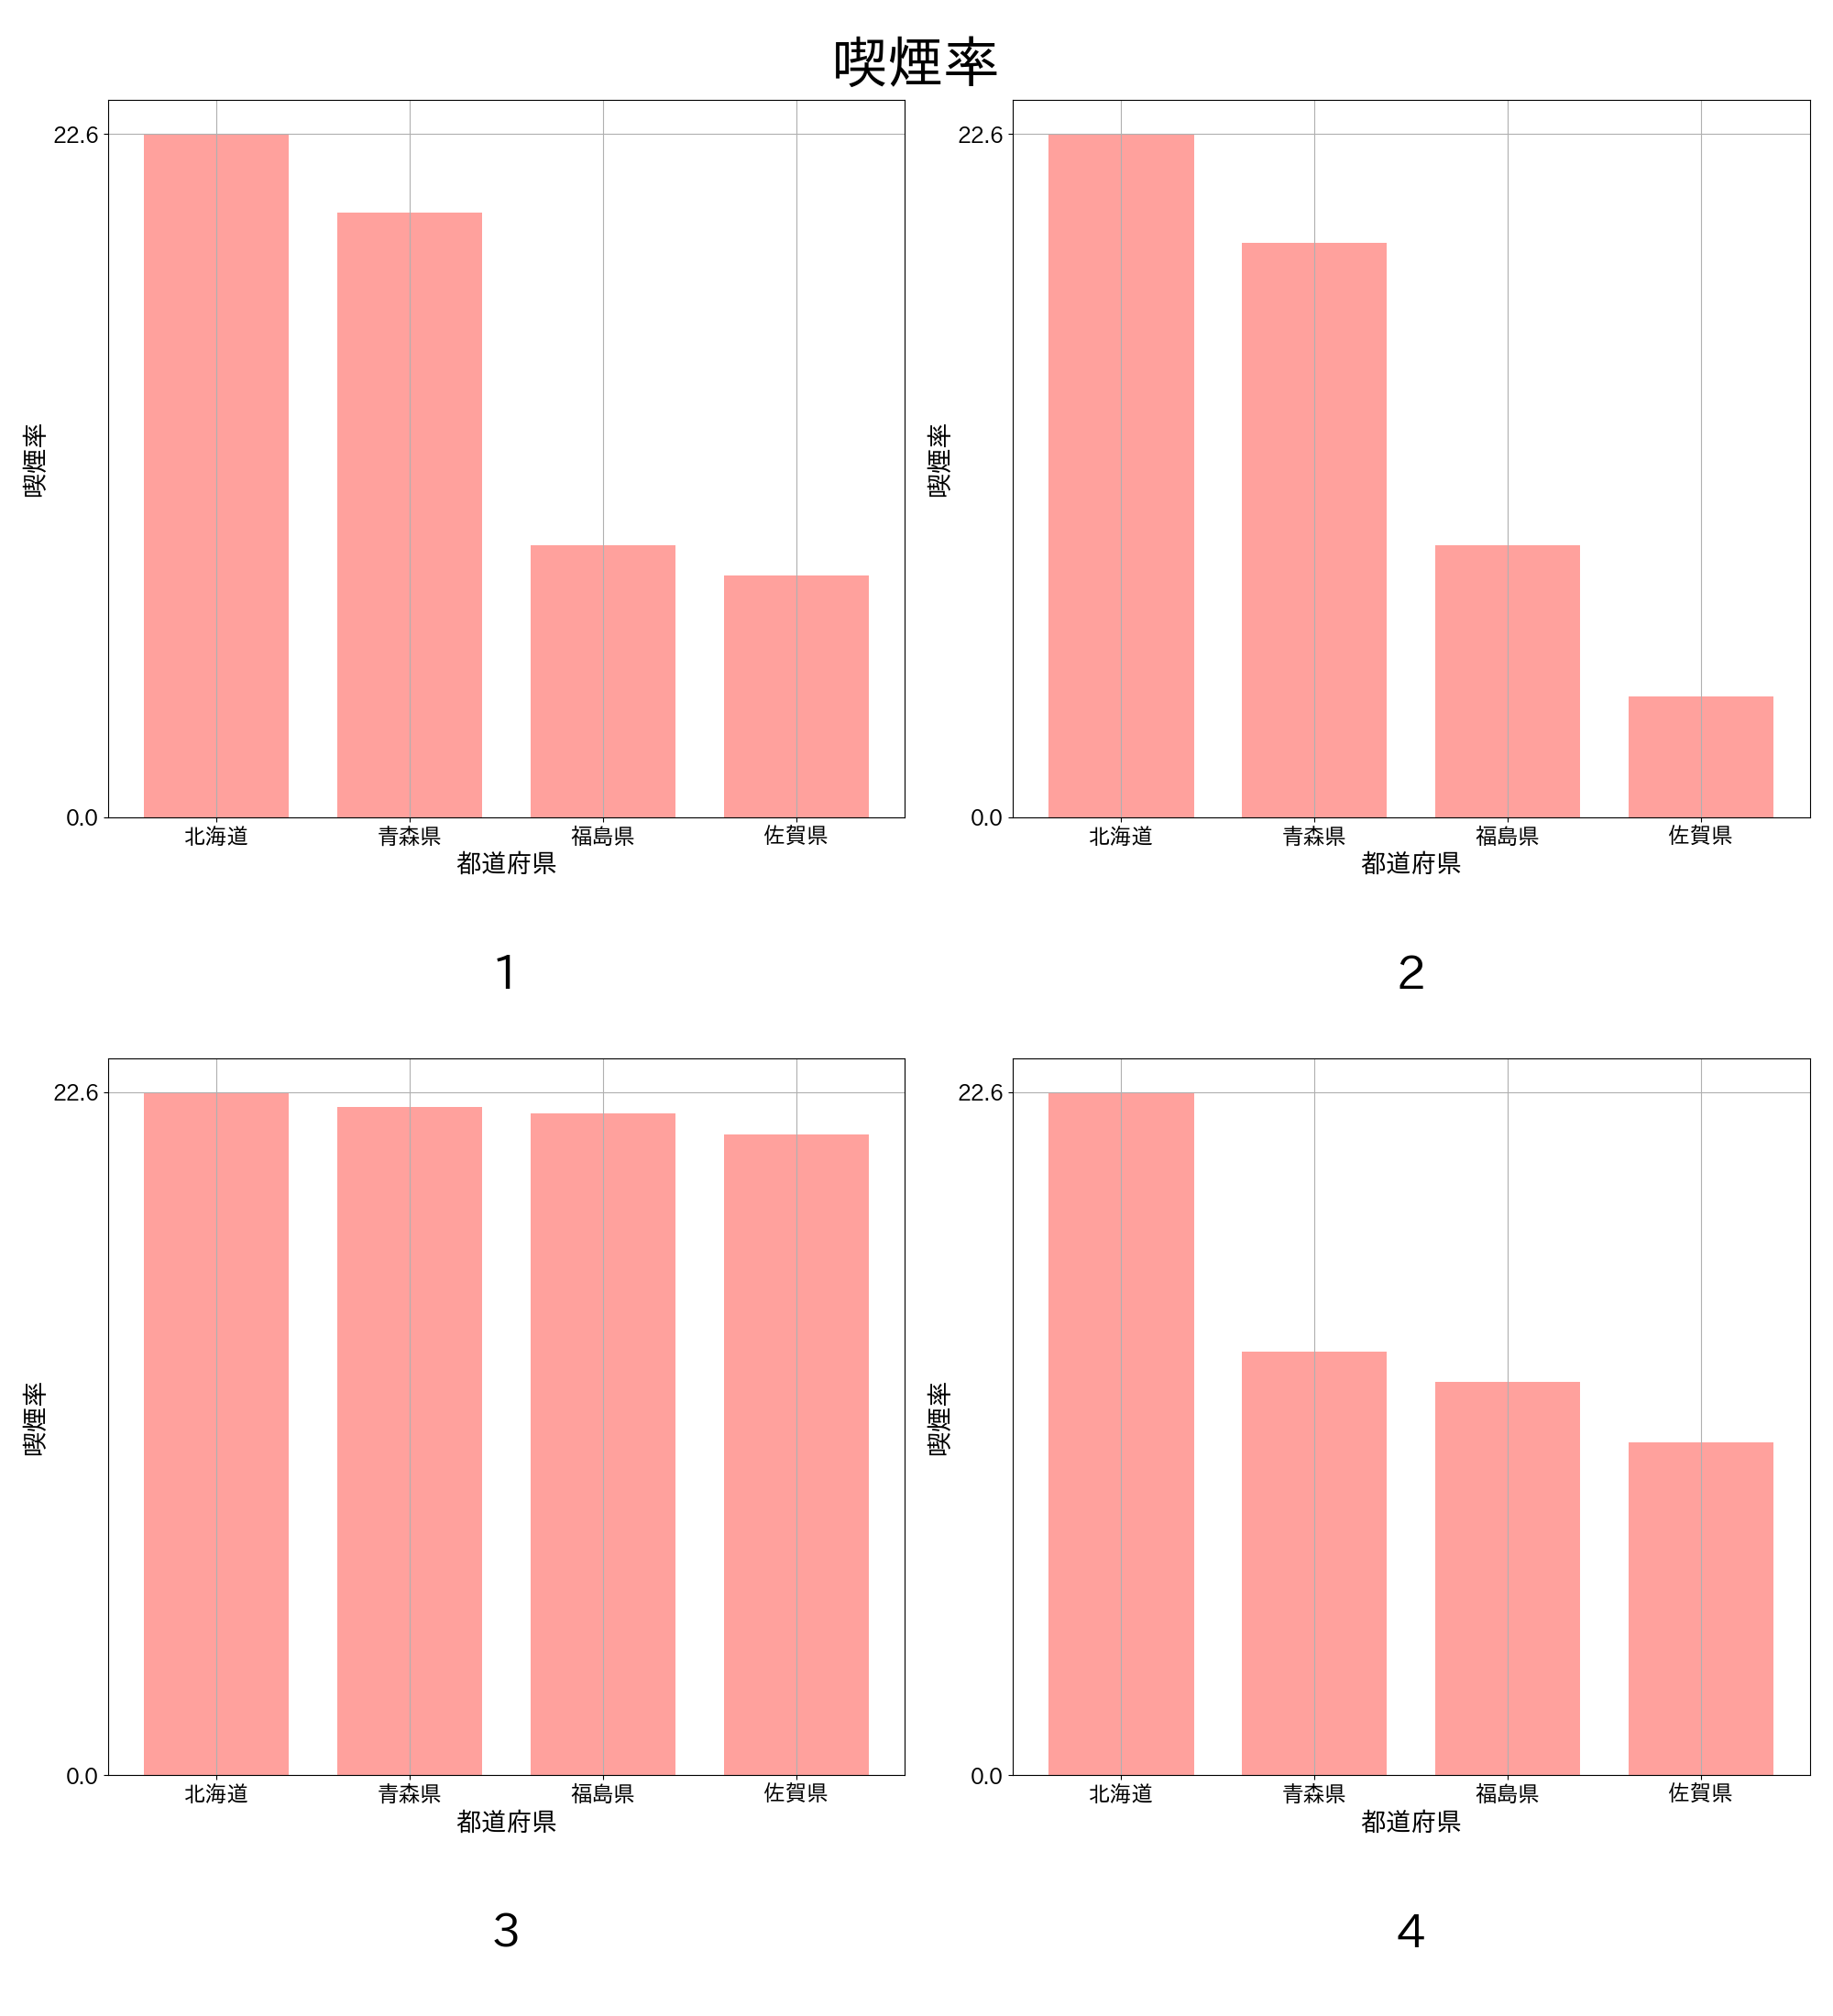 喫煙率
22.6
0.0
喫煙率
北海道 青森県 福島県 佐賀県
都道府県
1
22.6
0.0
喫煙率
北海道 青森県 福島県 佐賀県
都道府県
2
22.6
0.0
喫煙率
北海道 青森県 福島県 佐賀県
都道府県
3
22.6
0.0
喫煙率
北海道 青森県 福島県 佐賀県
都道府県
4